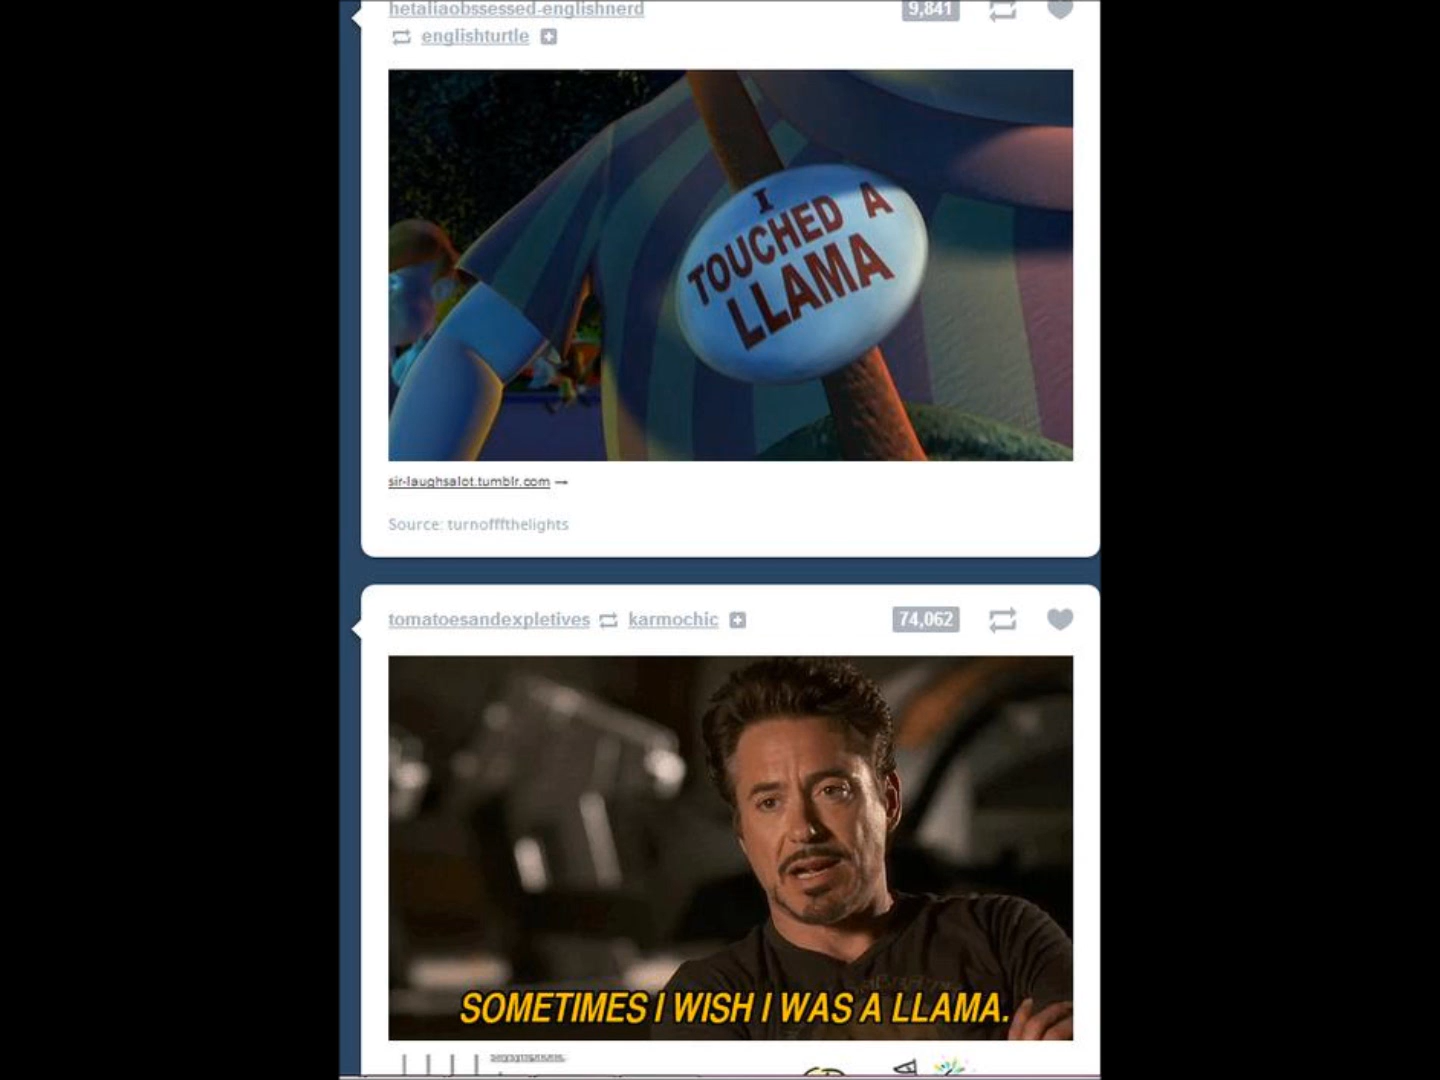 hetaliaobssessed-englishnerd
9,841
englishturtle
I
TOUCHED A
LLAMA
sir-laughsalot.tumblr.com →
Source: turnofffthelights
tomatoesandexpletives karmochic
74,062
SOMETIMES I WISH I WAS A LLAMA.